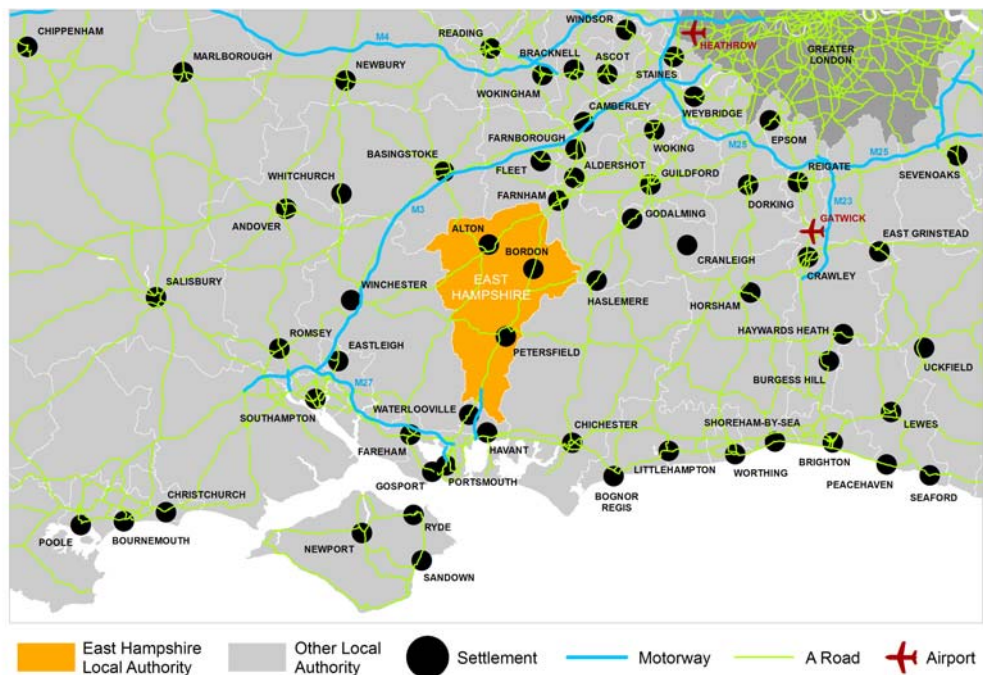 WINDSOR
CHIPPENHAM
M4
READING
HEATHROW
MARLBOROUGH
BRACKNELL
ASCOT
GREATER
LONDON
NEWBURY
STAINES
WOKINGHAM
CAMBERLEY
WEYBRIDGE
FARNBOROUGH
WOKING
EPSOM
BASINGSTOKE
FLEET
ALDERSHOT
M25
REIGATE
M25
WHITCHURCH
GUILDFORD
SEVENOAKS
FARNHAM
DORKING
M3
M23
ANDOVER
GODALMING
GATWICK
ALTON
EAST GRINSTEAD
BORDON
CRANLEIGH
CRAWLEY
SALISBURY
EAST
HAMPSHIRE
WINCHESTER
HASLEMERE
HORSHAM
ROMSEY
HAYWARDS HEATH
EASTLEIGH
PETERSFIELD
UCKFIELD
BURGESS HILL
M27
WATERLOOVILLE
SOUTHAMPTON
CHICHESTER
SHOREHAM-BY-SEA
LEWES
FAREHAM
HAVANT
LITTLEHAMPTON
WORTHING
BRIGHTON
GOSPORT
PORTSMOUTH
PEACEHAVEN
SEAFORD
CHRISTCHURCH
BOGNOR
REGIS
RYDE
POOLE
BOURNEMOUTH
NEWPORT
SANDOWN
East Hampshire
Local Authority
Other Local
Authority
Settlement
Motorway
A Road
Airport